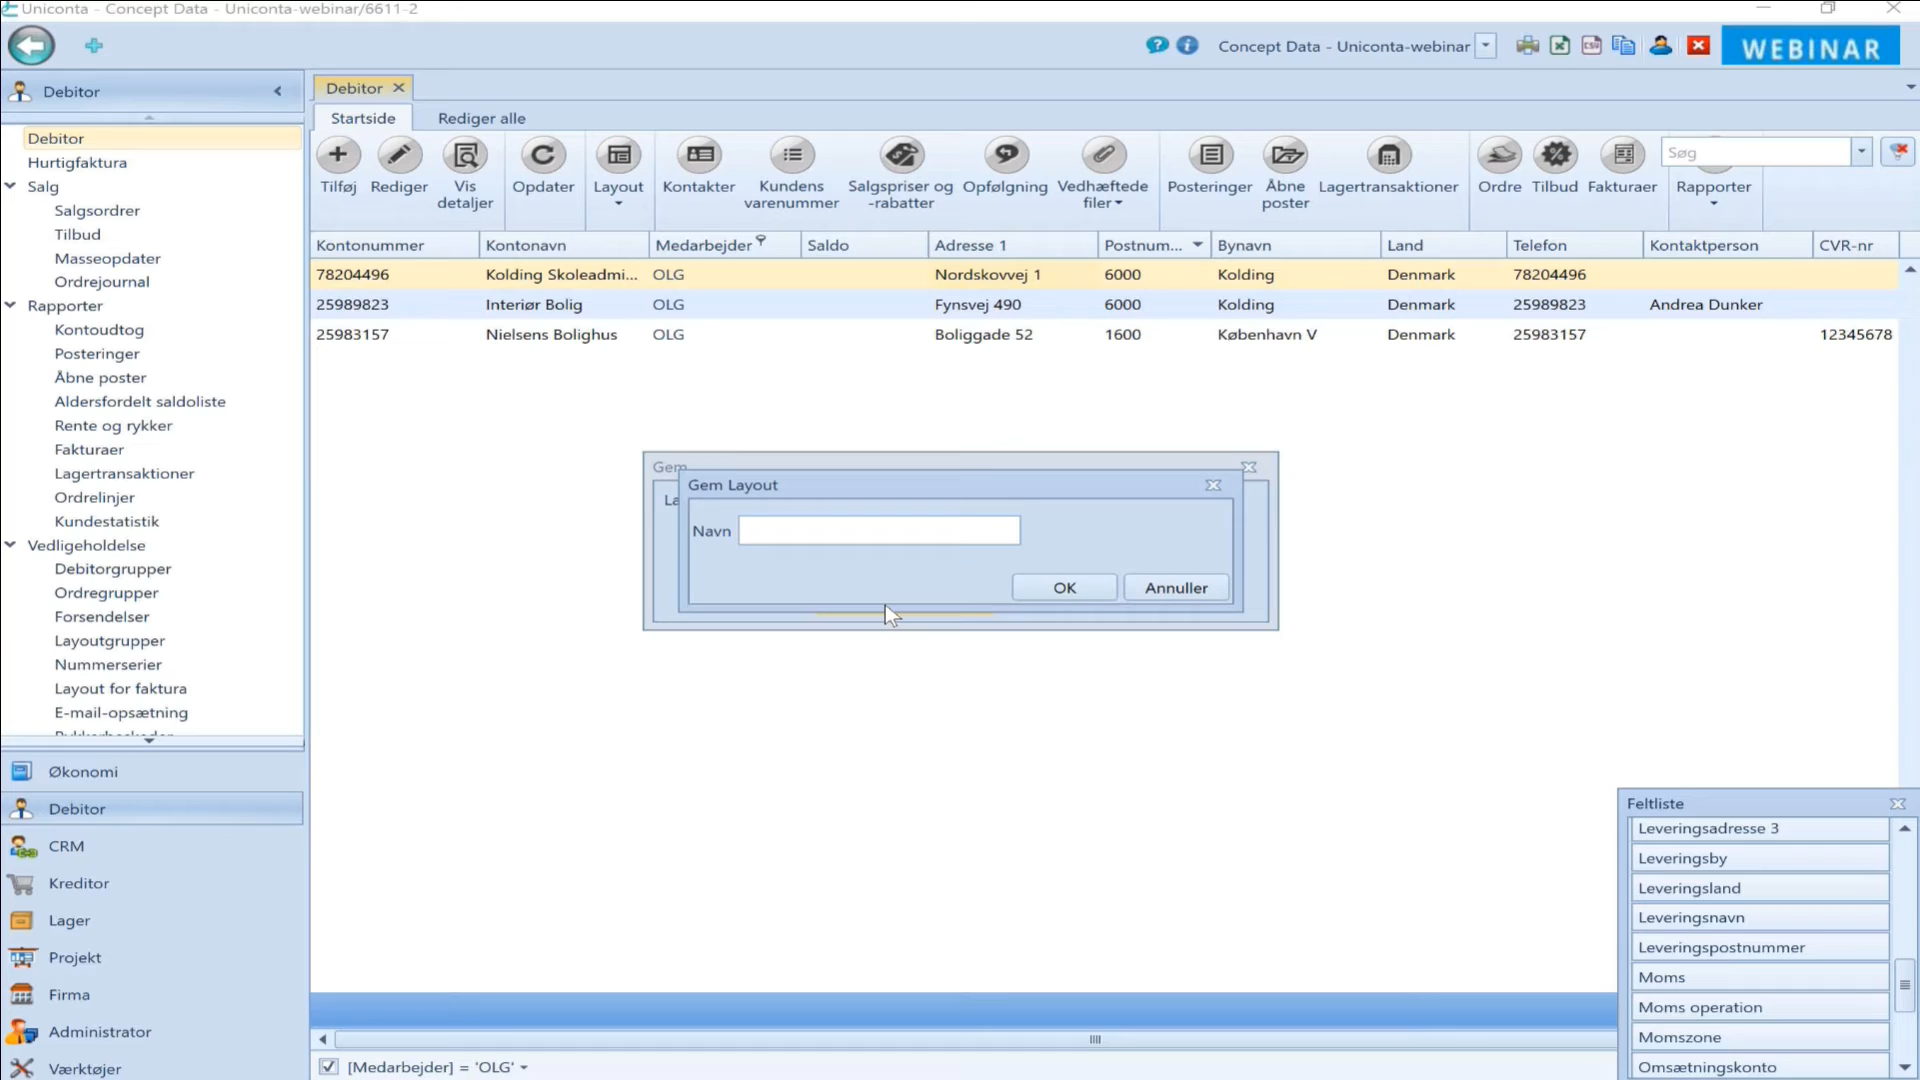 Uniconta - Concept Data - Uniconta-webinar/6611-2
Concept Data - Uniconta-webinar
WEBINAR
Debitor
Debitor
Startside
Rediger alle
Tilføj
Rediger
Vis detaljer
Opdater
Layout
Kontakter
Kundens varenummer
Salgspriser og -rabatter
Opfølgning
Vedhæftede filer
Posteringer
Åbne poster
Lagertransaktioner
Ordre
Tilbud
Fakturaer
Rapporter
Søg
Debitor
Hurtigfaktura
Salg
Salgsordrer
Tilbud
Masseopdater
Ordrejournal
Rapporter
Kontoudtog
Posteringer
Åbne poster
Aldersfordelt saldoliste
Rente og rykker
Fakturaer
Lagertransaktioner
Ordrelinjer
Kundestatistik
Vedligeholdelse
Debitorgrupper
Ordregrupper
Forsendelser
Layoutgrupper
Nummerserier
Layout for faktura
E-mail-opsætning
Økonomi
Debitor
CRM
Kreditor
Lager
Projekt
Firma
Administrator
Værktøjer
Kontonummer Kontonavn Medarbejder Saldo Adresse 1 Postnum... Bynavn Land Telefon Kontaktperson CVR-nr
78204496 Kolding Skoleadmi... OLG Nordskovvej 1 6000 Kolding Denmark 78204496
25989823 Interiør Bolig OLG Fynsvej 490 6000 Kolding Denmark 25989823 Andrea Dunker
25983157 Nielsens Bolighus OLG Boliggade 52 1600 København V Denmark 25983157 12345678
Gem
Gem Layout
Navn
OK
Annuller
Feltliste
Leveringsadresse 3
Leveringsby
Leveringsland
Leveringsnavn
Leveringspostnummer
Moms
Moms operation
Momszone
Omsætningskonto
[Medarbejder] = 'OLG'